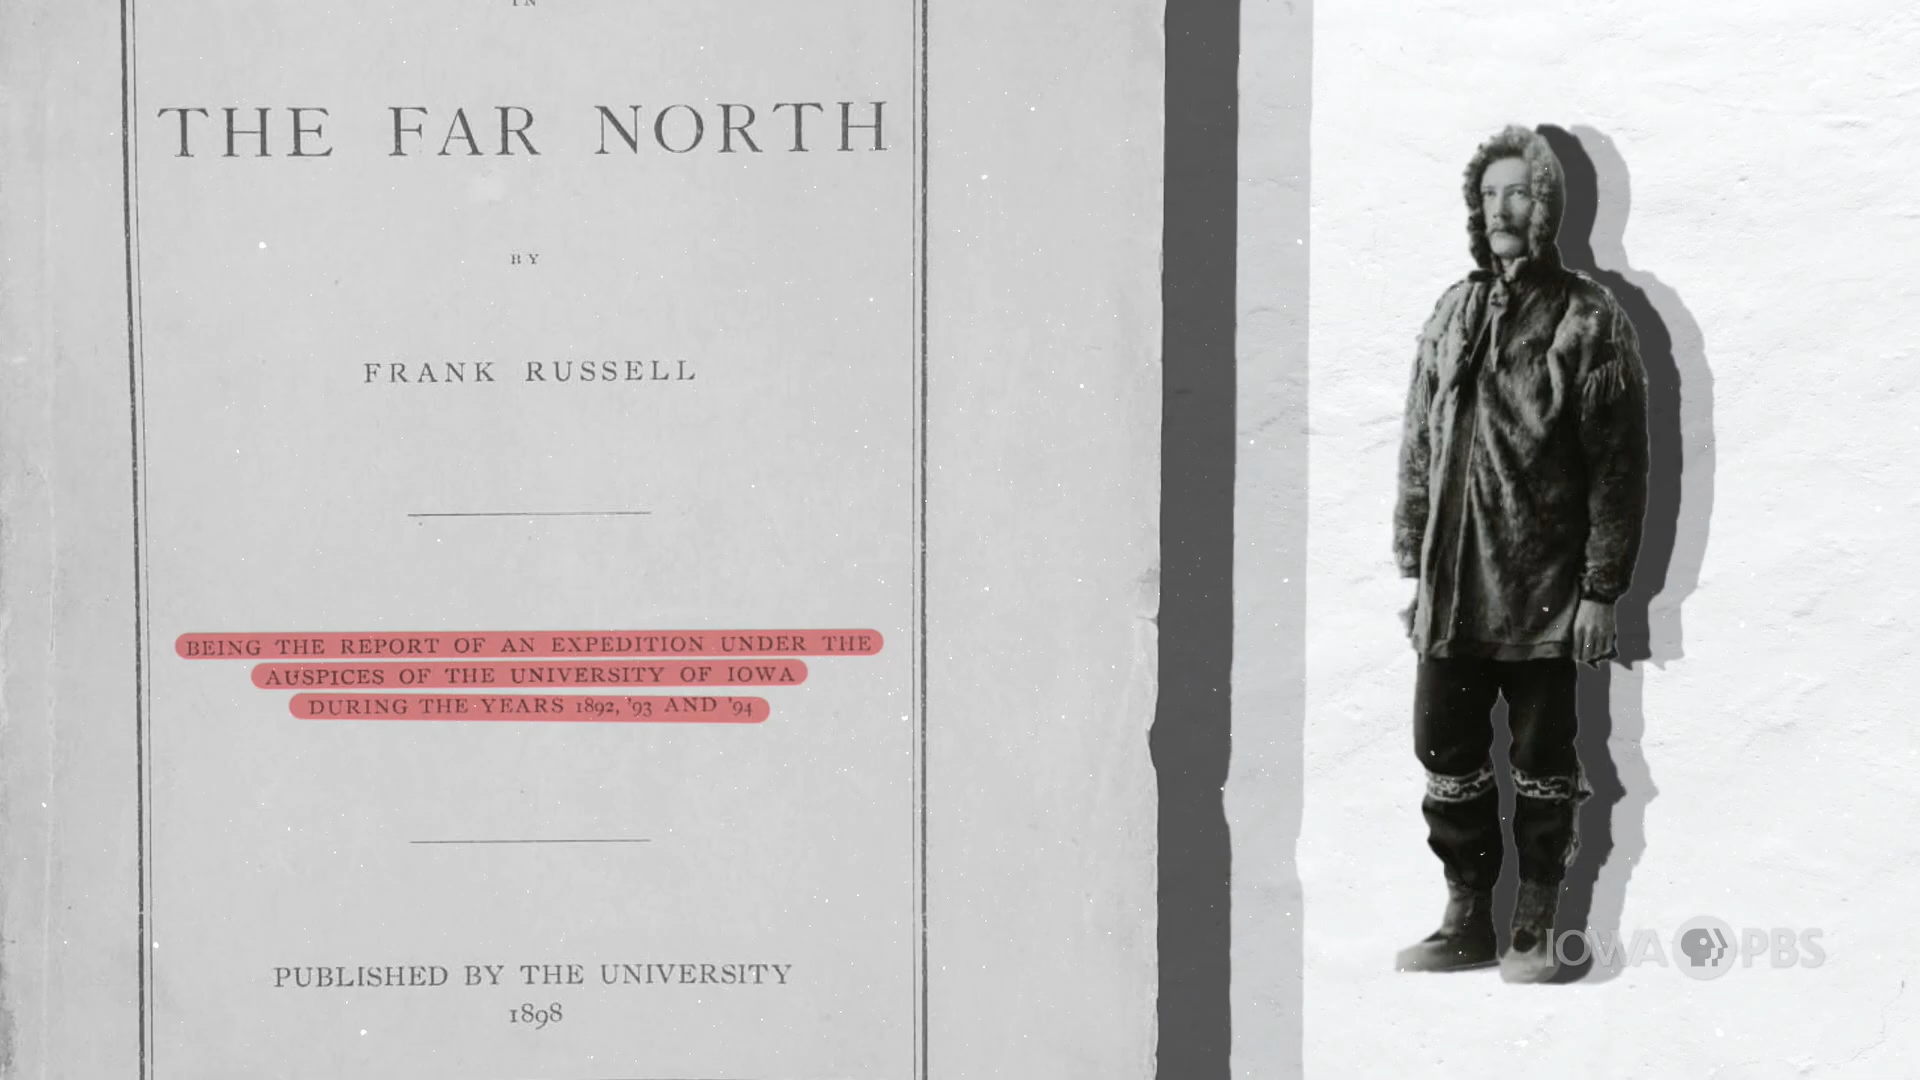 IN
THE FAR NORTH
BY
FRANK RUSSELL
BEING THE REPORT OF AN EXPEDITION UNDER THE
AUSPICES OF THE UNIVERSITY OF IOWA
DURING THE YEARS 1892, '93 AND '94
PUBLISHED BY THE UNIVERSITY
1898
IOWA PBS